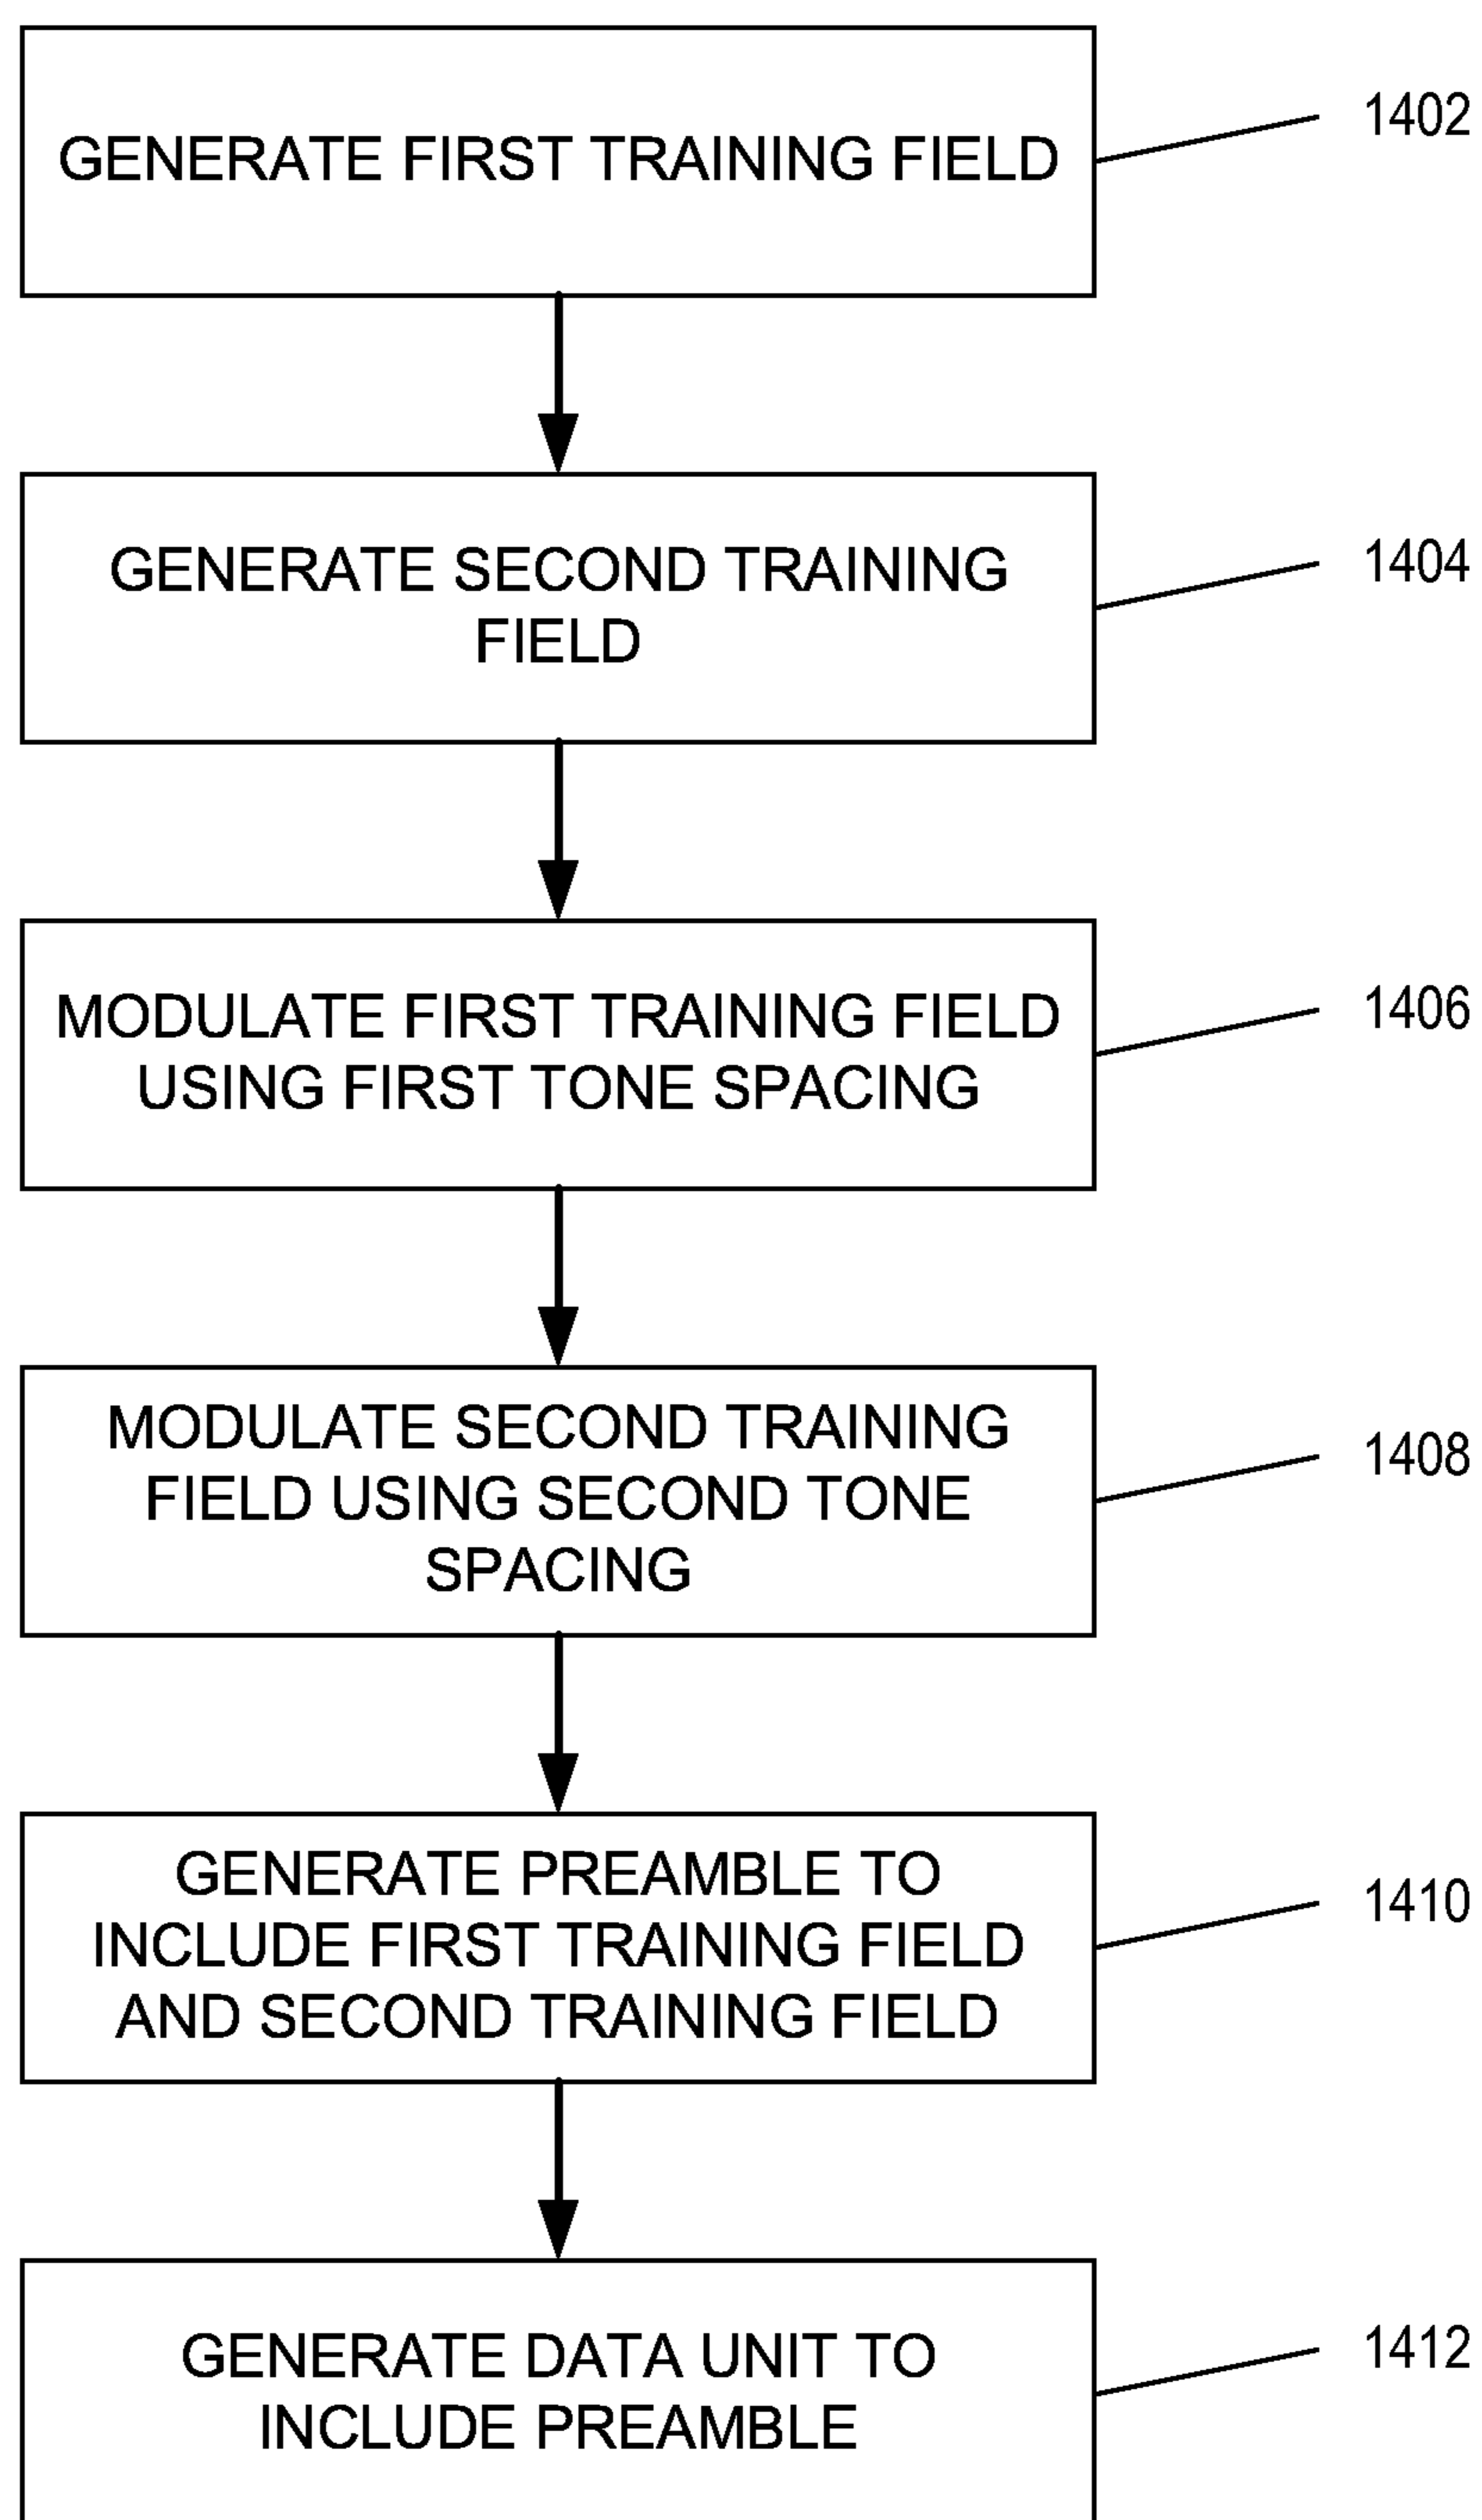 GENERATE FIRST TRAINING FIELD
1402
GENERATE SECOND TRAINING
FIELD
1404
MODULATE FIRST TRAINING FIELD
USING FIRST TONE SPACING
1406
MODULATE SECOND TRAINING
FIELD USING SECOND TONE
SPACING
1408
GENERATE PREAMBLE TO
INCLUDE FIRST TRAINING FIELD
AND SECOND TRAINING FIELD
1410
GENERATE DATA UNIT TO
INCLUDE PREAMBLE
1412